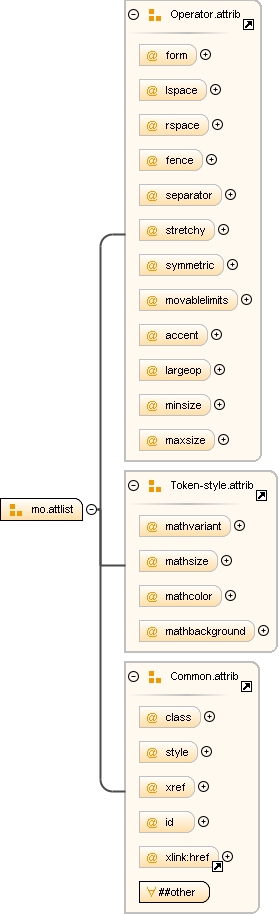 Operator.attrib
@ form
@ lspace
@ rspace
@ fence
@ separator
@ stretchy
@ symmetric
@ movablelimits
@ accent
@ largeop
@ minsize
@ maxsize
mo.attlist
Token-style.attrib
@ mathvariant
@ mathsize
@ mathcolor
@ mathbackground
Common.attrib
@ class
@ style
@ xref
@ id
@ xlink:href
∀ ##other